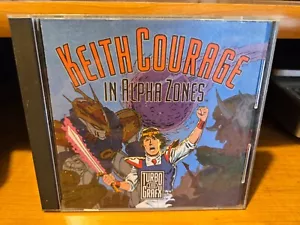 KEITH COURAGE
IN ALPHA ZONES
TURBO
GRAFX